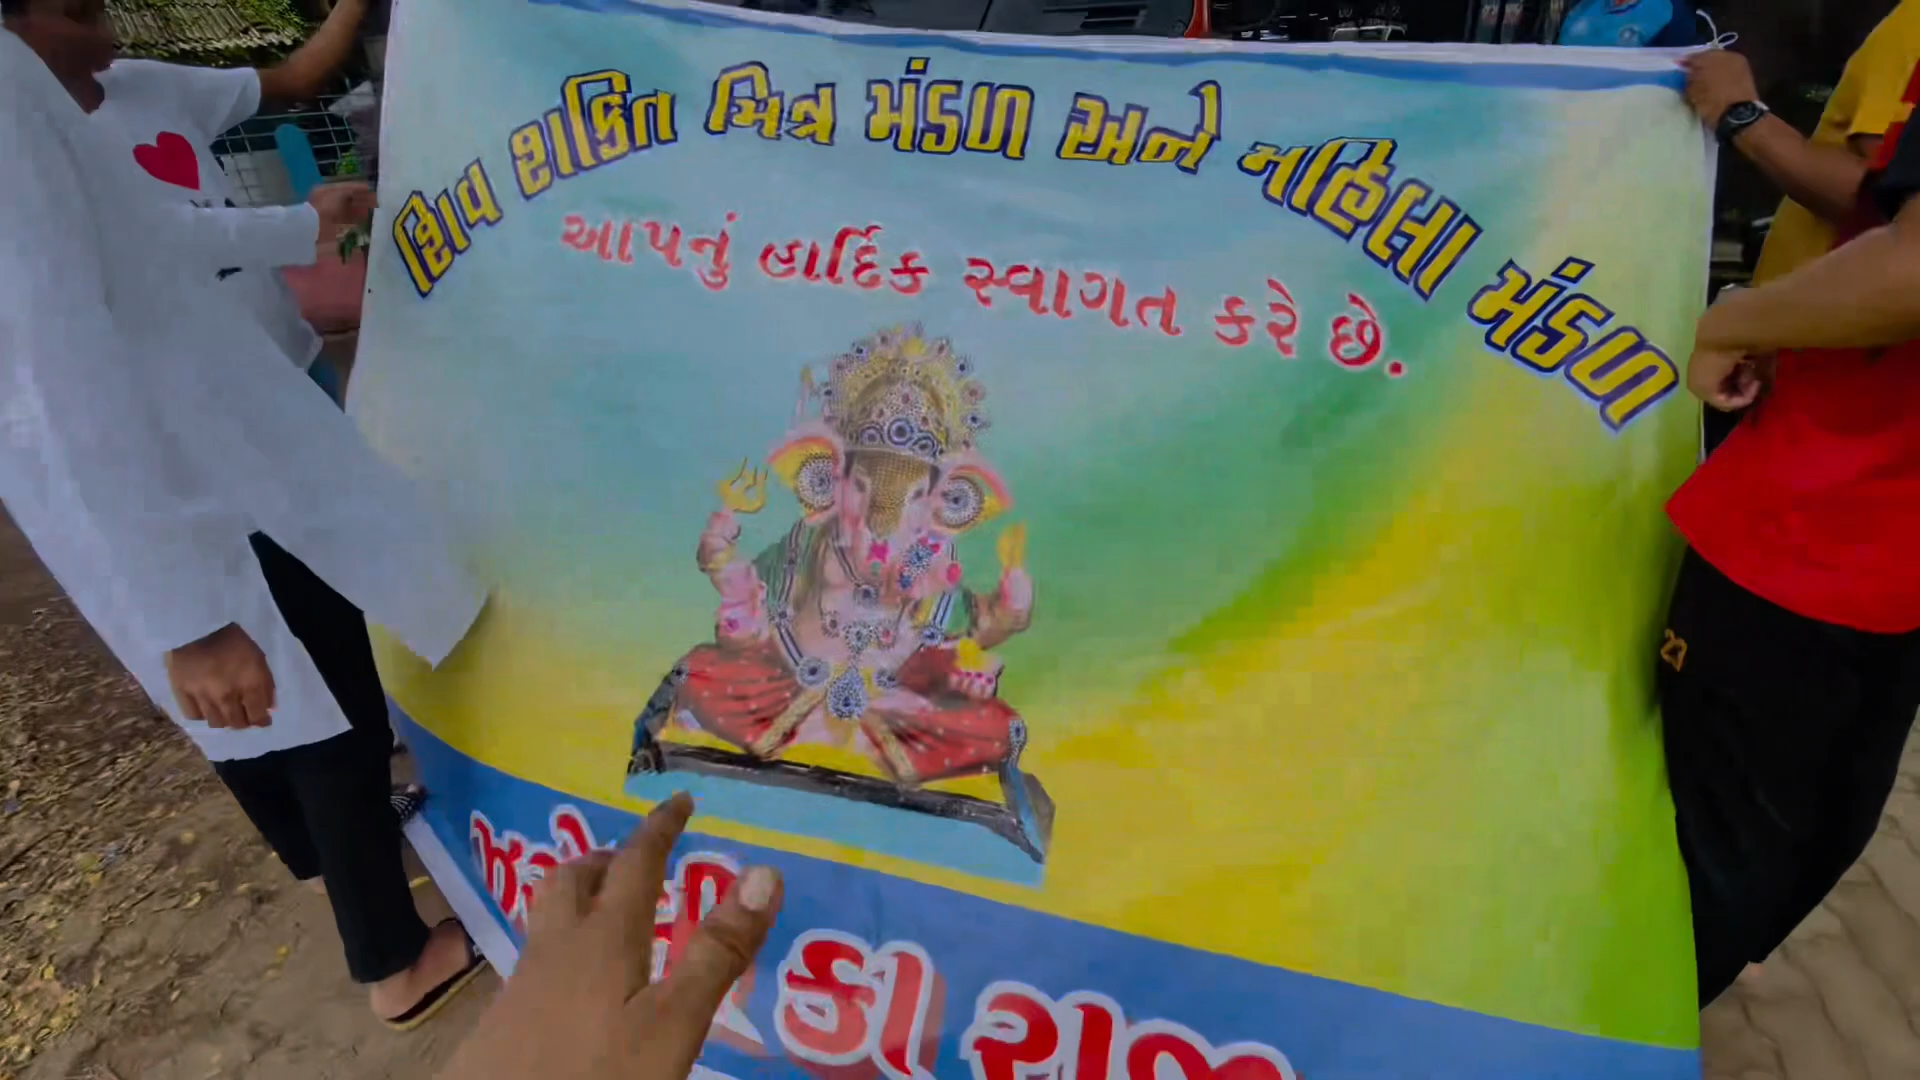 શિવ શક્તિ મિત્ર મંડળ અને મહિલા મંડળ
આપનું હાર્દિક સ્વાગત કરે છે.
કા રાજા